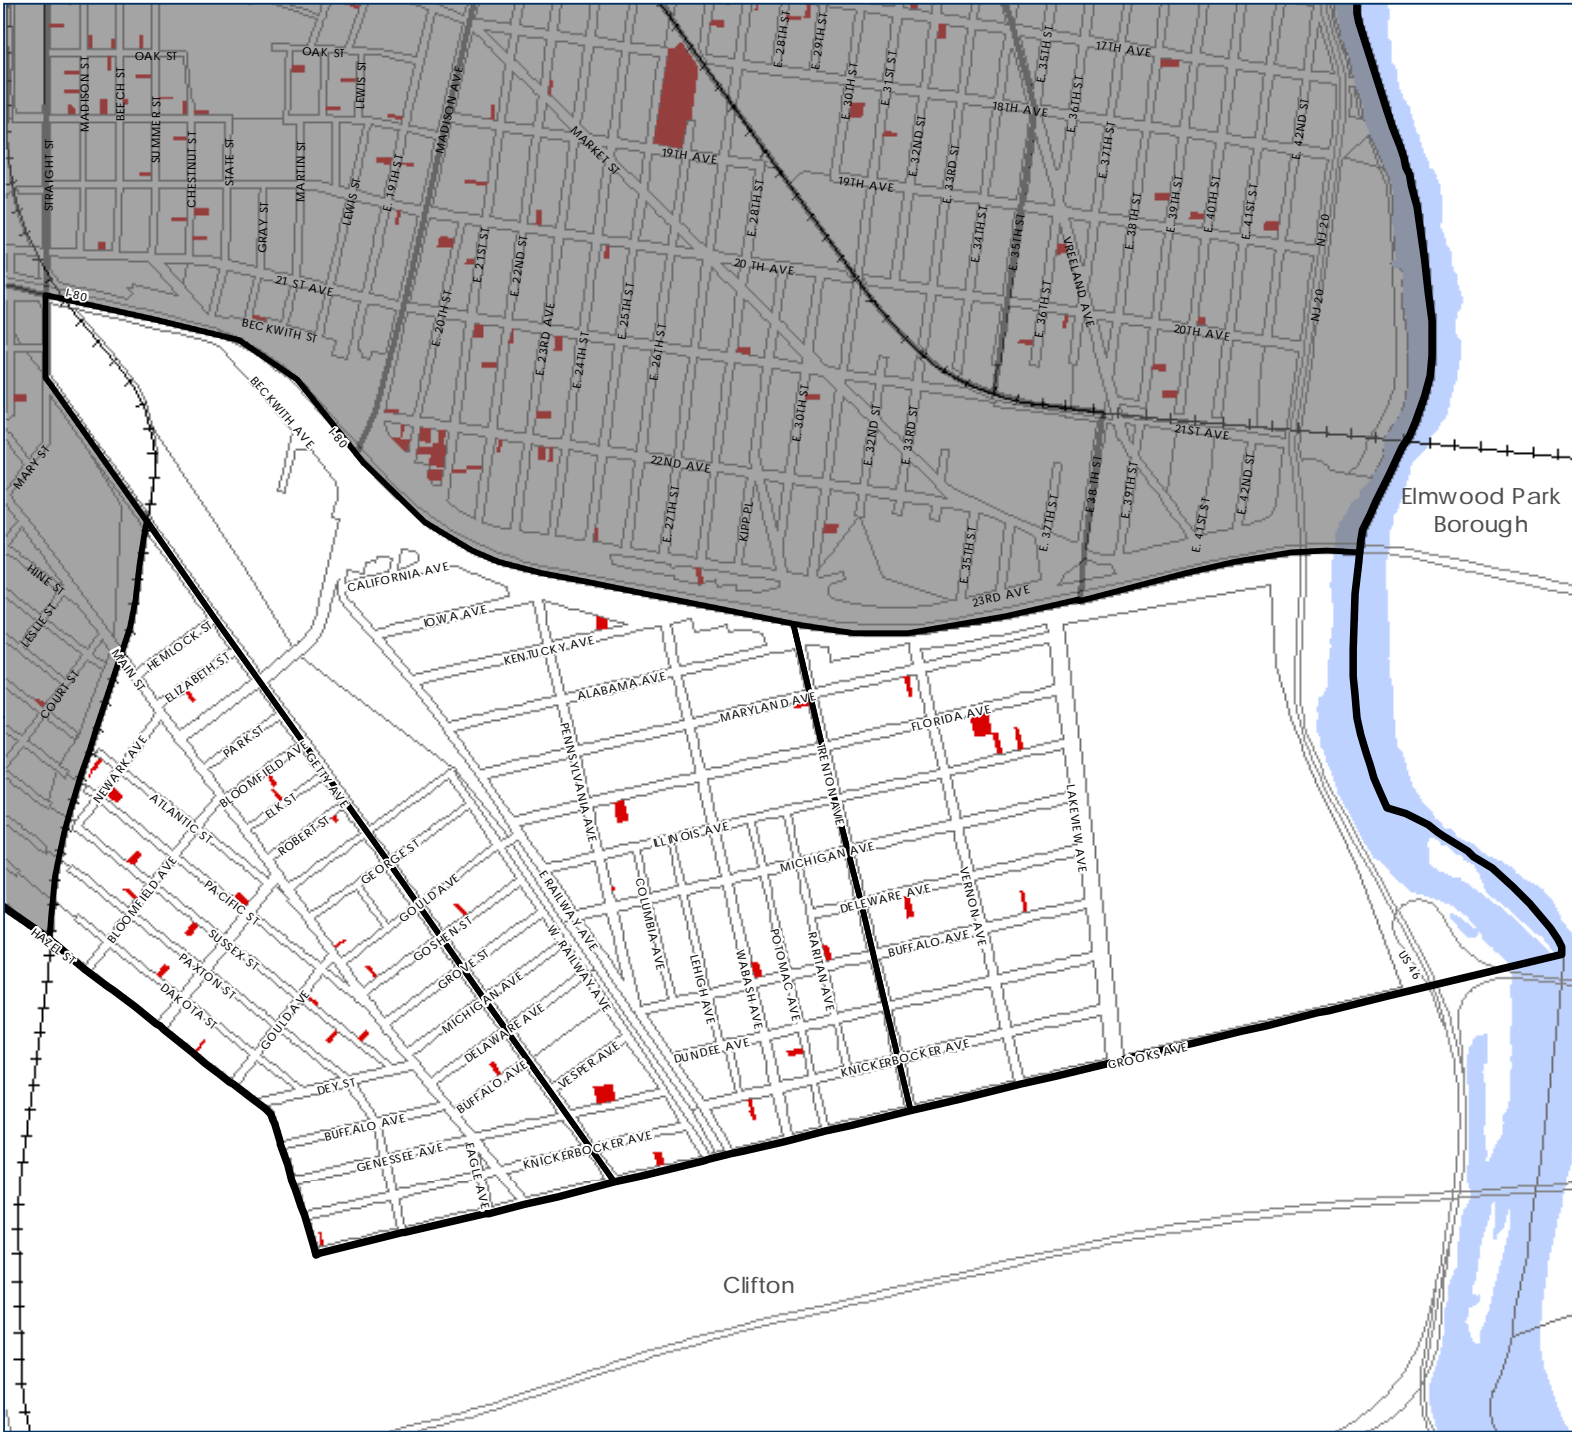 17TH AVE
E. 28TH ST
E. 29TH ST
E. 30TH ST
E. 31ST ST
E. 35TH ST
E. 36TH ST
OAK ST
OAK ST
MADISON ST
BEECH ST
SUMMER ST
LEWIS ST
MADISON AVE
MARKET ST
18TH AVE
E. 42ND ST
STRAIGHT ST
CHESTNUT ST
STATE ST
MARTIN ST
E. 19TH ST
19TH AVE
19TH AVE
E. 32ND ST
E. 33RD ST
E. 37TH ST
GRAY ST
LEWIS ST
E. 28TH ST
E. 34TH ST
E. 35TH ST
E. 38TH ST
E. 39TH ST
E. 40TH ST
E. 41ST ST
NJ 20
E. 21ST ST
E. 22ND ST
20 TH AVE
VREELAND AVE
21 ST AVE
I-80
BECKWITH ST
E. 20TH ST
E. 23RD AVE
E. 24TH ST
E. 25TH ST
E. 26TH ST
E. 36TH ST
20TH AVE
NJ 20
BECKWITH AVE
I-80
E. 30TH ST
E. 32ND ST
E. 33RD ST
21ST AVE
MARY ST
22ND AVE
E. 27TH ST
KIPP PL
E. 35TH ST
E. 37TH ST
E. 38TH ST
E. 39TH ST
E. 41ST ST
E. 42ND ST
Elmwood Park
Borough
HINE ST
LESLIE ST
COURT ST
CALIFORNIA AVE
23RD AVE
IOWA AVE
KENTUCKY AVE
ALABAMA AVE
MARYLAND AVE
FLORIDA AVE
MAIN ST
HEMLOCK ST
ELIZABETH ST
PARK ST
BLOOMFIELD AVE
GETTY AVE
ELK ST
ROBERT ST
GEORGE ST
GOULD AVE
GOSHEN ST
GROVE ST
MICHIGAN AVE
DELAWARE AVE
BUFFALO AVE
VESPER AVE
NEWARK AVE
ATLANTIC ST
PACIFIC ST
BLOOMFIELD AVE
SUSSEX ST
PAXTON ST
DAKOTA ST
GOULD AVE
HAZEL ST
DEY ST
BUFFALO AVE
GENESSEE AVE
EAGLE AVE
KNICKERBOCKER AVE
PENNSYLVANIA AVE
TRENTON AVE
ILLINOIS AVE
MICHIGAN AVE
DELEWARE AVE
BUFFALO AVE
LAKEVIEW AVE
VERNON AVE
E RAILWAY AVE
W. RAILWAY AVE
COLUMBIA AVE
LEHIGH AVE
WABASH AVE
POTOMAC AVE
RARITAN AVE
DUNDEE AVE
KNICKERBOCKER AVE
CROOKS AVE
US 46
Clifton